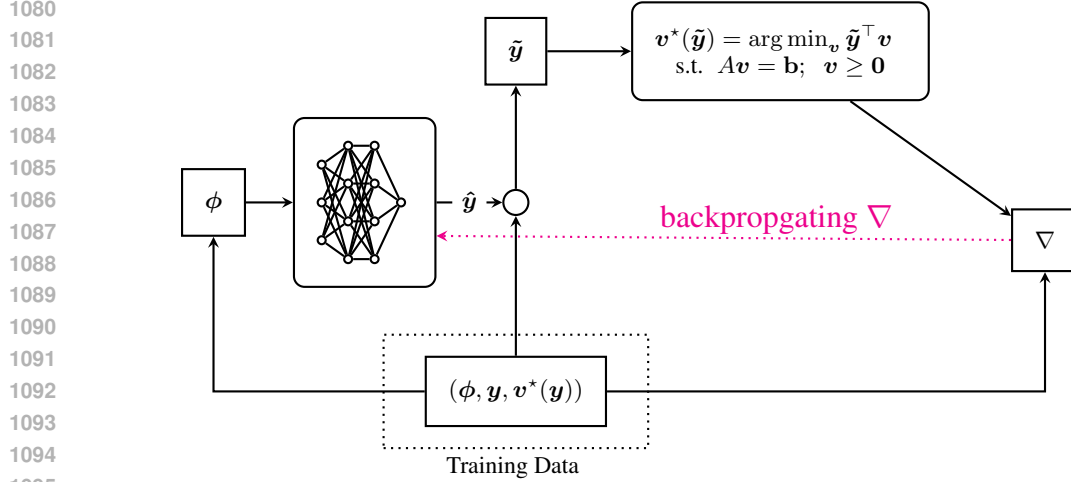 1080
1081
1082
1083
1084
1085
1086
1087
1088
1089
1090
1091
1092
1093
1094
ỹ
v⋆(ỹ) = arg min_v ỹ⊤v
s.t. Av = b; v ≥ 0
ϕ
ŷ
backpropgating ∇
∇
(ϕ, y, v⋆(y))
Training Data